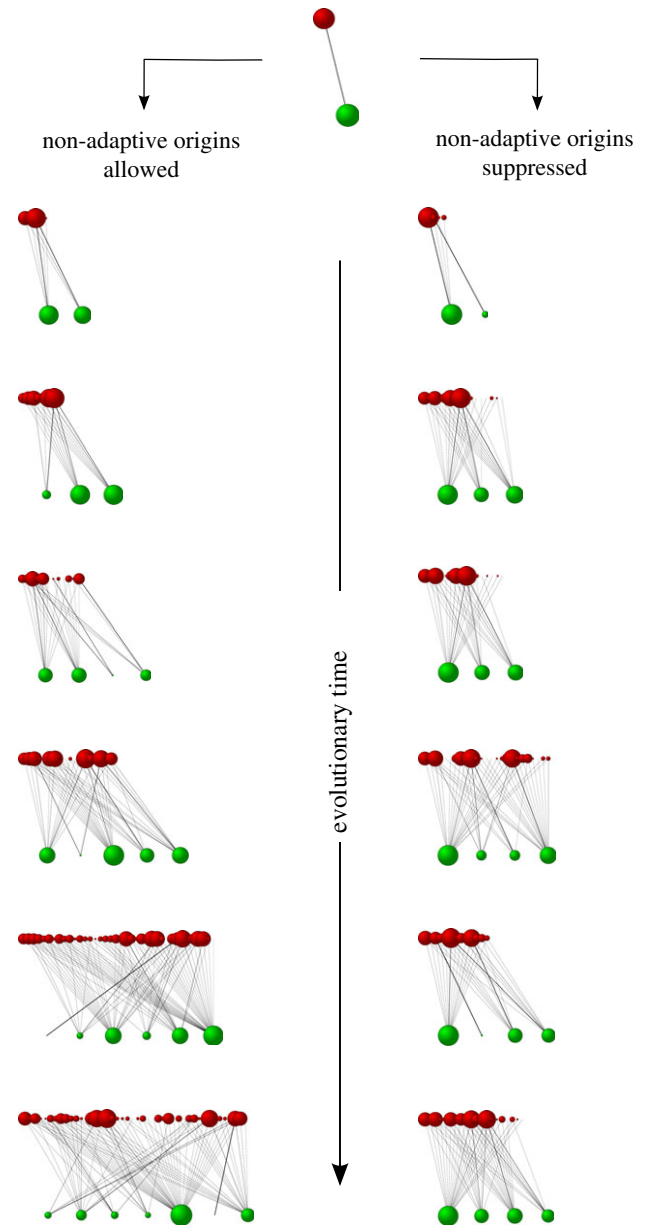 non-adaptive origins
allowed
non-adaptive origins
suppressed
evolutionary time